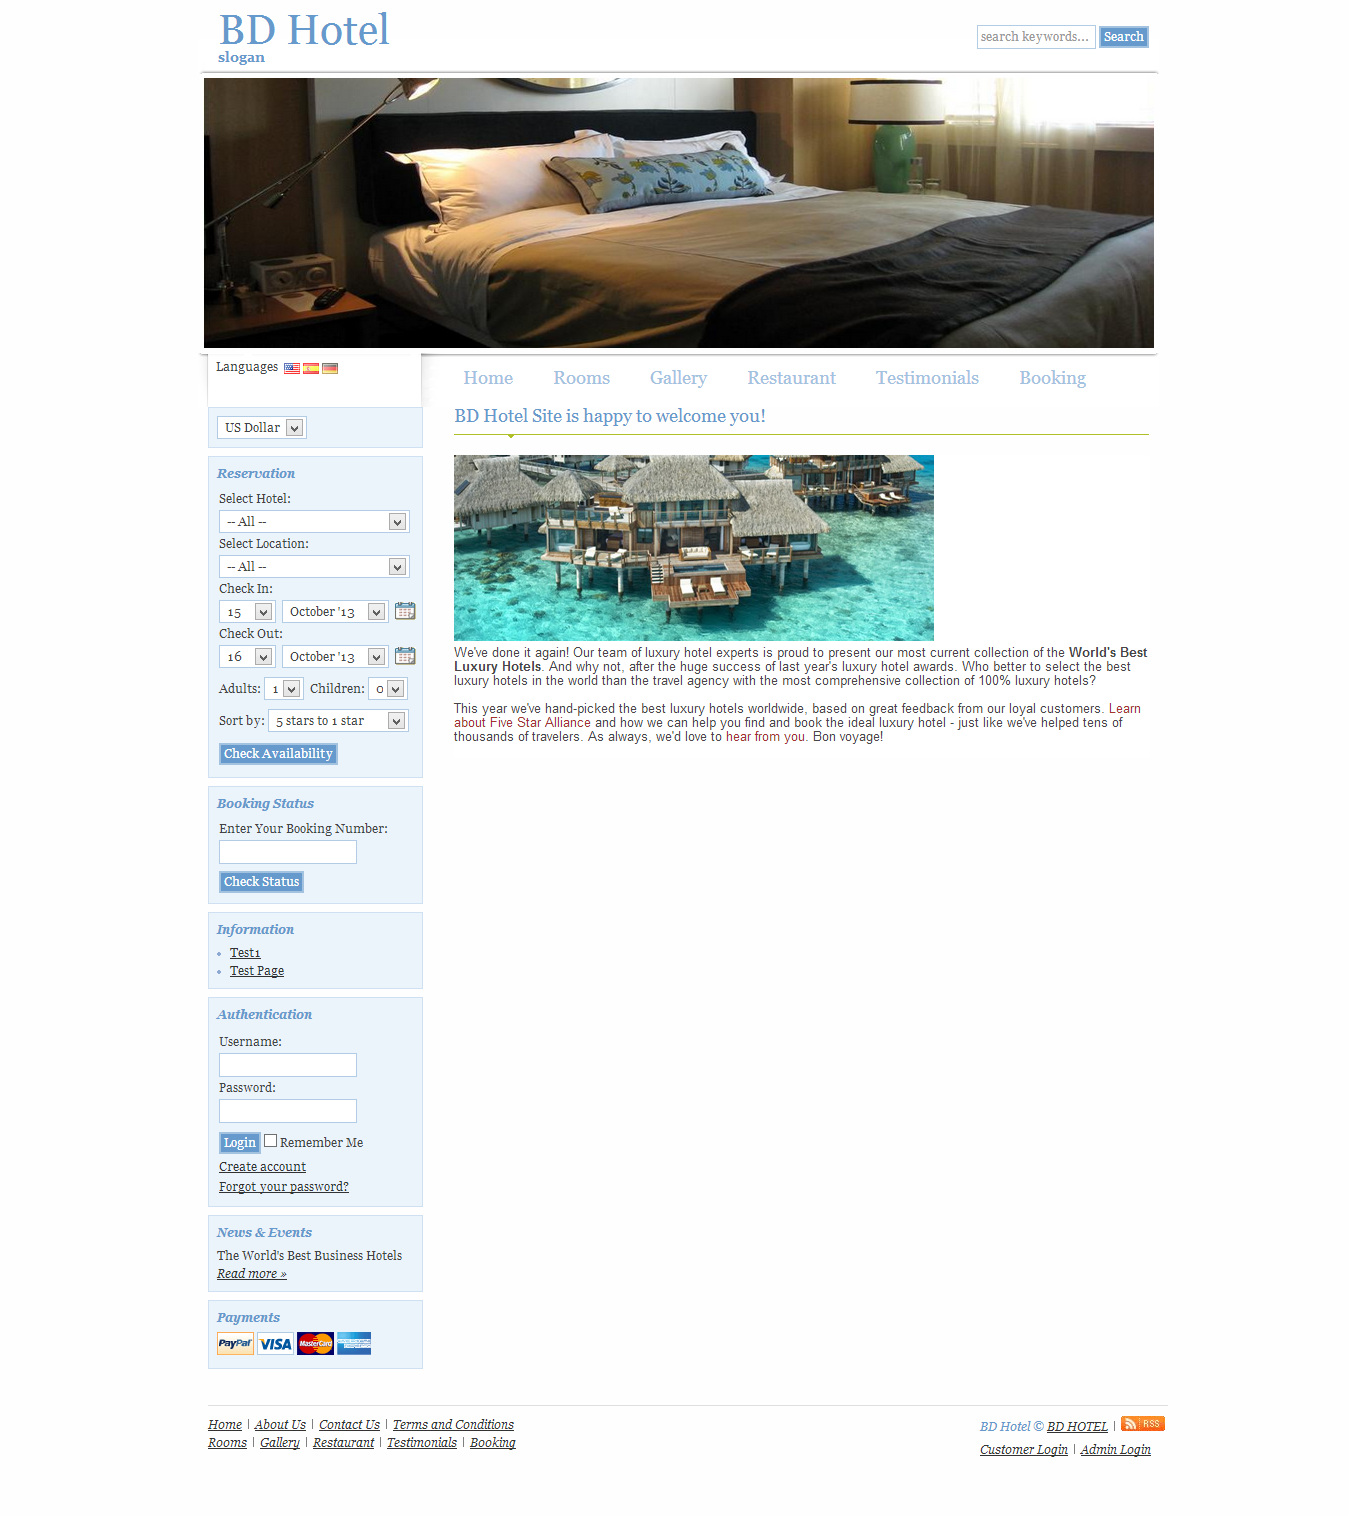 BD Hotel
slogan
search keywords...
Search
Languages
Home
Rooms
Gallery
Restaurant
Testimonials
Booking
US Dollar
BD Hotel Site is happy to welcome you!
Reservation
Select Hotel:
-- All --
Select Location:
-- All --
Check In:
15 October '13
Check Out:
16 October '13
Adults: 1 Children: 0
Sort by: 5 stars to 1 star
Check Availability
We've done it again! Our team of luxury hotel experts is proud to present our most current collection of the World's Best
Luxury Hotels. And why not, after the huge success of last year's luxury hotel awards. Who better to select the best
luxury hotels in the world than the travel agency with the most comprehensive collection of 100% luxury hotels?
This year we've hand-picked the best luxury hotels worldwide, based on great feedback from our loyal customers. Learn
about Five Star Alliance and how we can help you find and book the ideal luxury hotel - just like we've helped tens of
thousands of travelers. As always, we'd love to hear from you. Bon voyage!
Booking Status
Enter Your Booking Number:
Check Status
Information
Test1
Test Page
Authentication
Username:
Password:
Login Remember Me
Create account
Forgot your password?
News & Events
The World's Best Business Hotels
Read more »
Payments
PayPal VISA MasterCard
Home | About Us | Contact Us | Terms and Conditions
Rooms | Gallery | Restaurant | Testimonials | Booking
BD Hotel © BD HOTEL | RSS
Customer Login | Admin Login